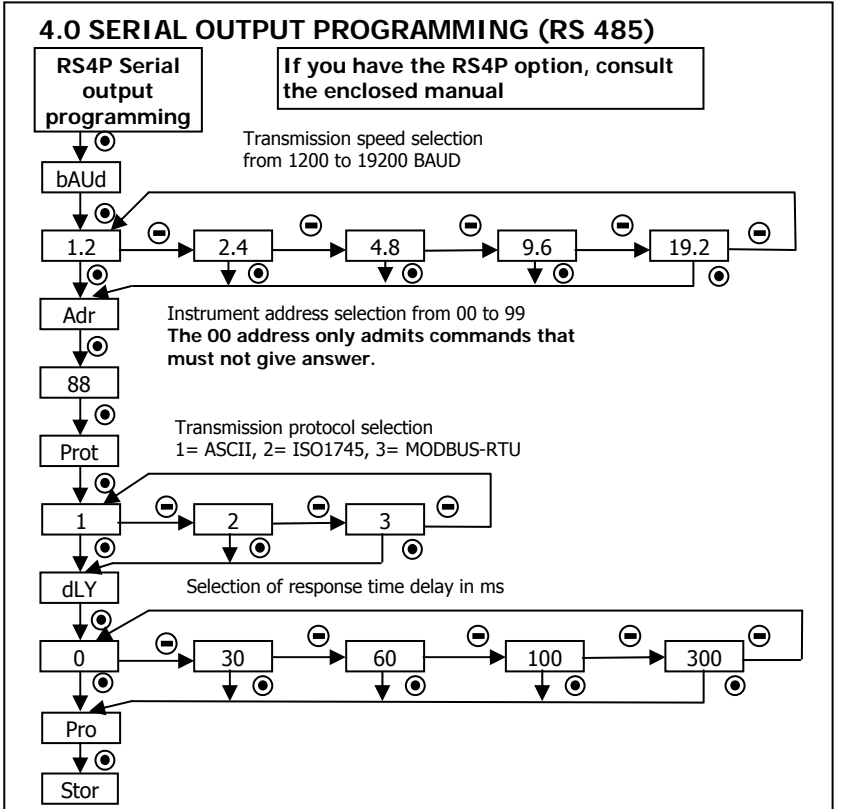 4.0 SERIAL OUTPUT PROGRAMMING (RS 485)
RS4P Serial
output
programming
If you have the RS4P option, consult
the enclosed manual
Transmission speed selection
from 1200 to 19200 BAUD
bAUd
1.2 2.4 4.8 9.6 19.2
Adr
Instrument address selection from 00 to 99
The 00 address only admits commands that
must not give answer.
88
Transmission protocol selection
1= ASCII, 2= ISO1745, 3= MODBUS-RTU
Prot
1 2 3
dLY
Selection of response time delay in ms
0 30 60 100 300
Pro
Stor